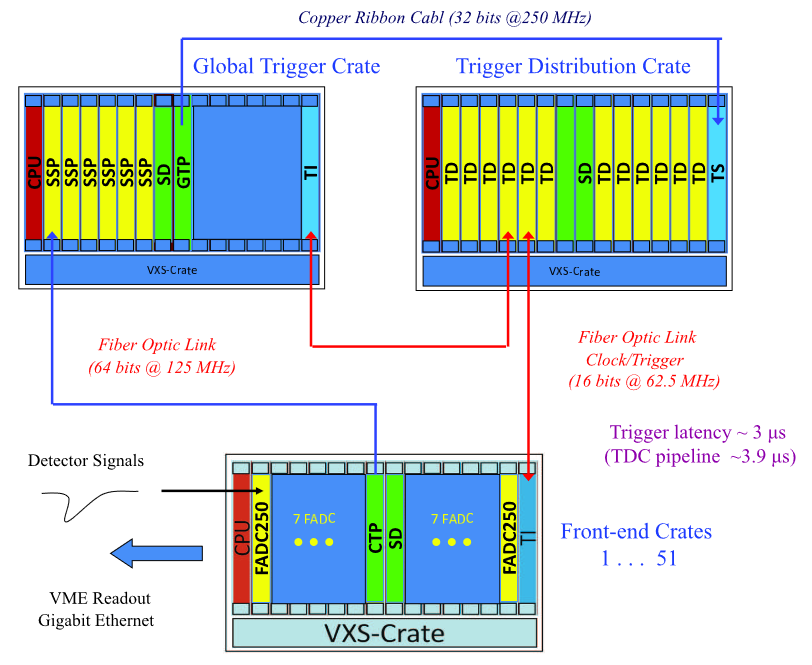 Copper Ribbon Cabl (32 bits @250 MHz)
Global Trigger Crate
Trigger Distribution Crate
CPU
SSP
SSP
SSP
SSP
SSP
SSP
SD
GTP
TI
VXS-Crate
CPU
TD
TD
TD
TD
TD
TD
SD
TD
TD
TD
TD
TD
TD
TS
VXS-Crate
Fiber Optic Link
(64 bits @ 125 MHz)
Fiber Optic Link
Clock/Trigger
(16 bits @ 62.5 MHz)
Trigger latency ~ 3 μs
(TDC pipeline ~3.9 μs)
Detector Signals
CPU
FADC250
7 FADC
CTP
SD
7 FADC
FADC250
TI
VXS-Crate
Front-end Crates
1 . . . 51
VME Readout
Gigabit Ethernet